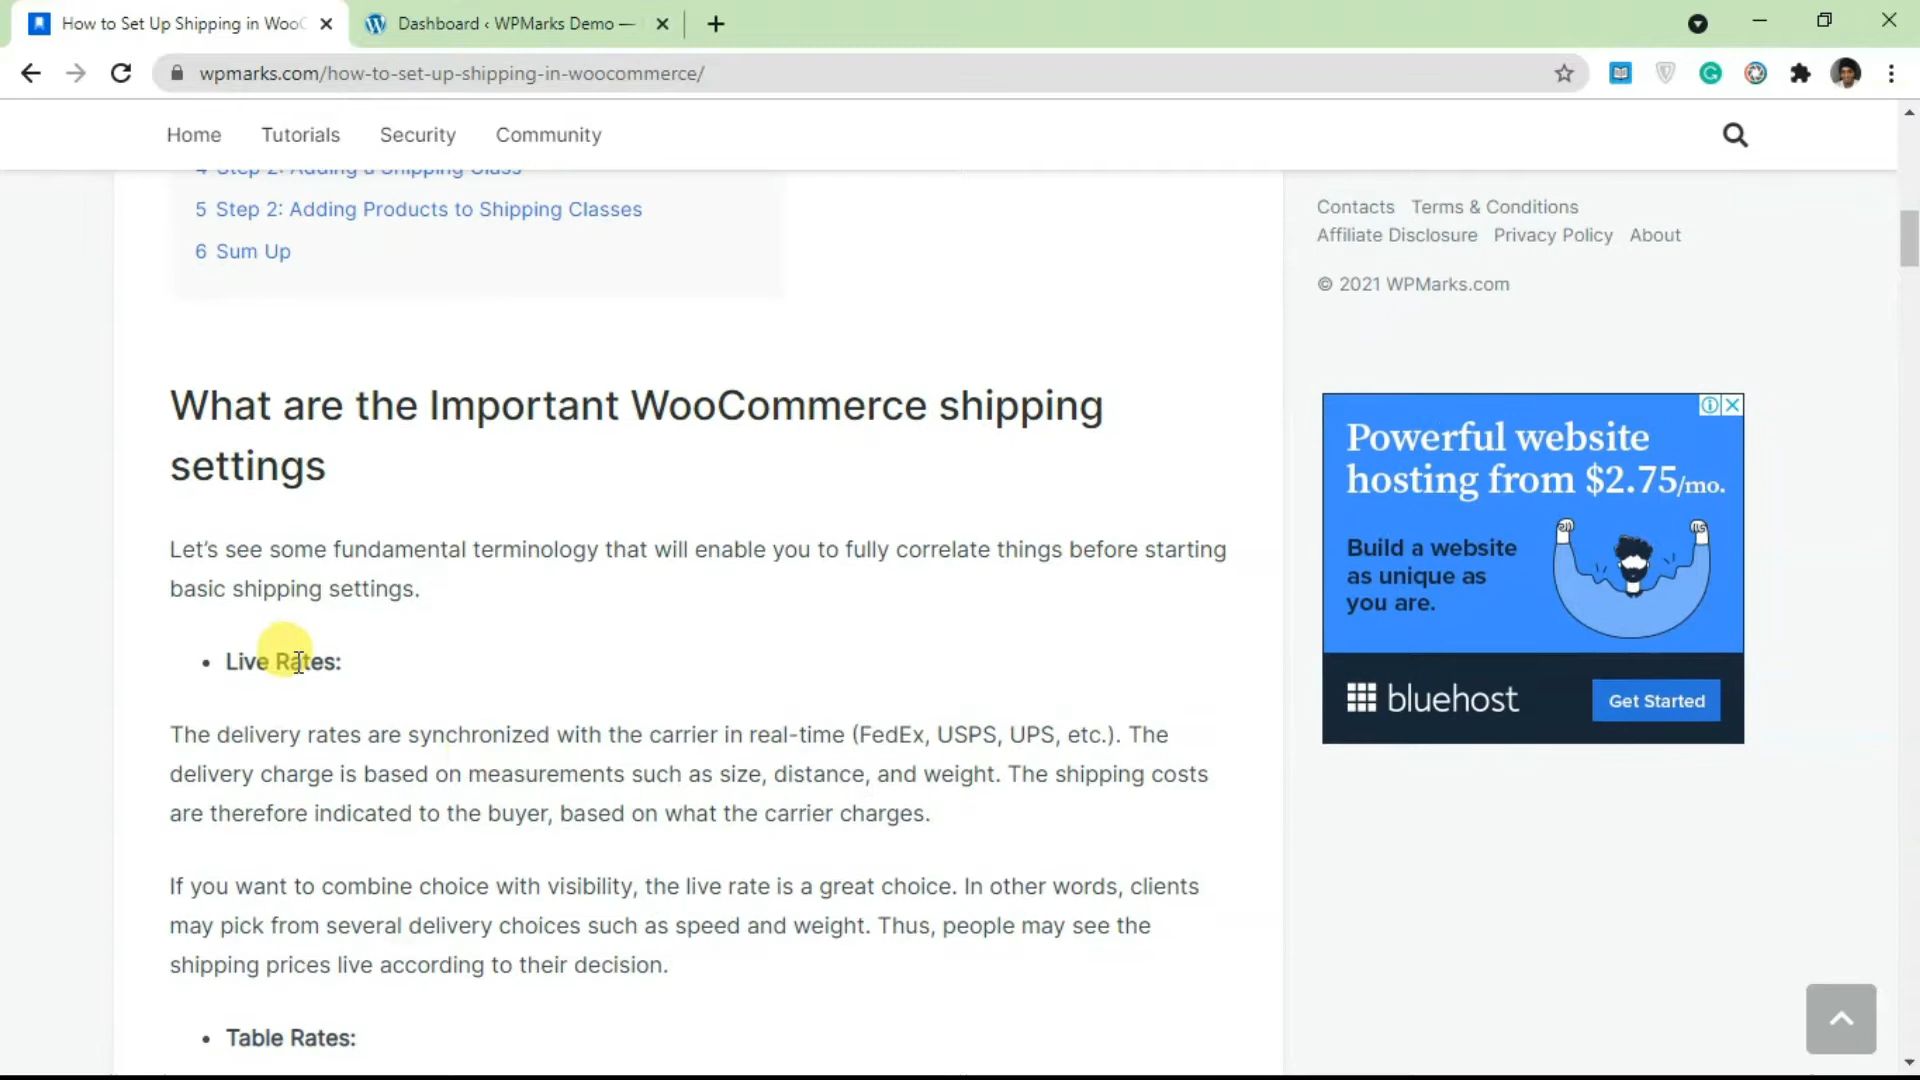 How to Set Up Shipping in WooC
Dashboard ‹ WPMarks Demo —
wpmarks.com/how-to-set-up-shipping-in-woocommerce/
Home Tutorials Security Community
4 Step 2: Adding a Shipping Class
5 Step 2: Adding Products to Shipping Classes
6 Sum Up
What are the Important WooCommerce shipping
settings
Let's see some fundamental terminology that will enable you to fully correlate things before starting
basic shipping settings.
• Live Rates:
The delivery rates are synchronized with the carrier in real-time (FedEx, USPS, UPS, etc.). The
delivery charge is based on measurements such as size, distance, and weight. The shipping costs
are therefore indicated to the buyer, based on what the carrier charges.
If you want to combine choice with visibility, the live rate is a great choice. In other words, clients
may pick from several delivery choices such as speed and weight. Thus, people may see the
shipping prices live according to their decision.
• Table Rates:
Contacts Terms & Conditions
Affiliate Disclosure Privacy Policy About
© 2021 WPMarks.com
Powerful website
hosting from $2.75/mo.
Build a website
as unique as
you are.
bluehost
Get Started